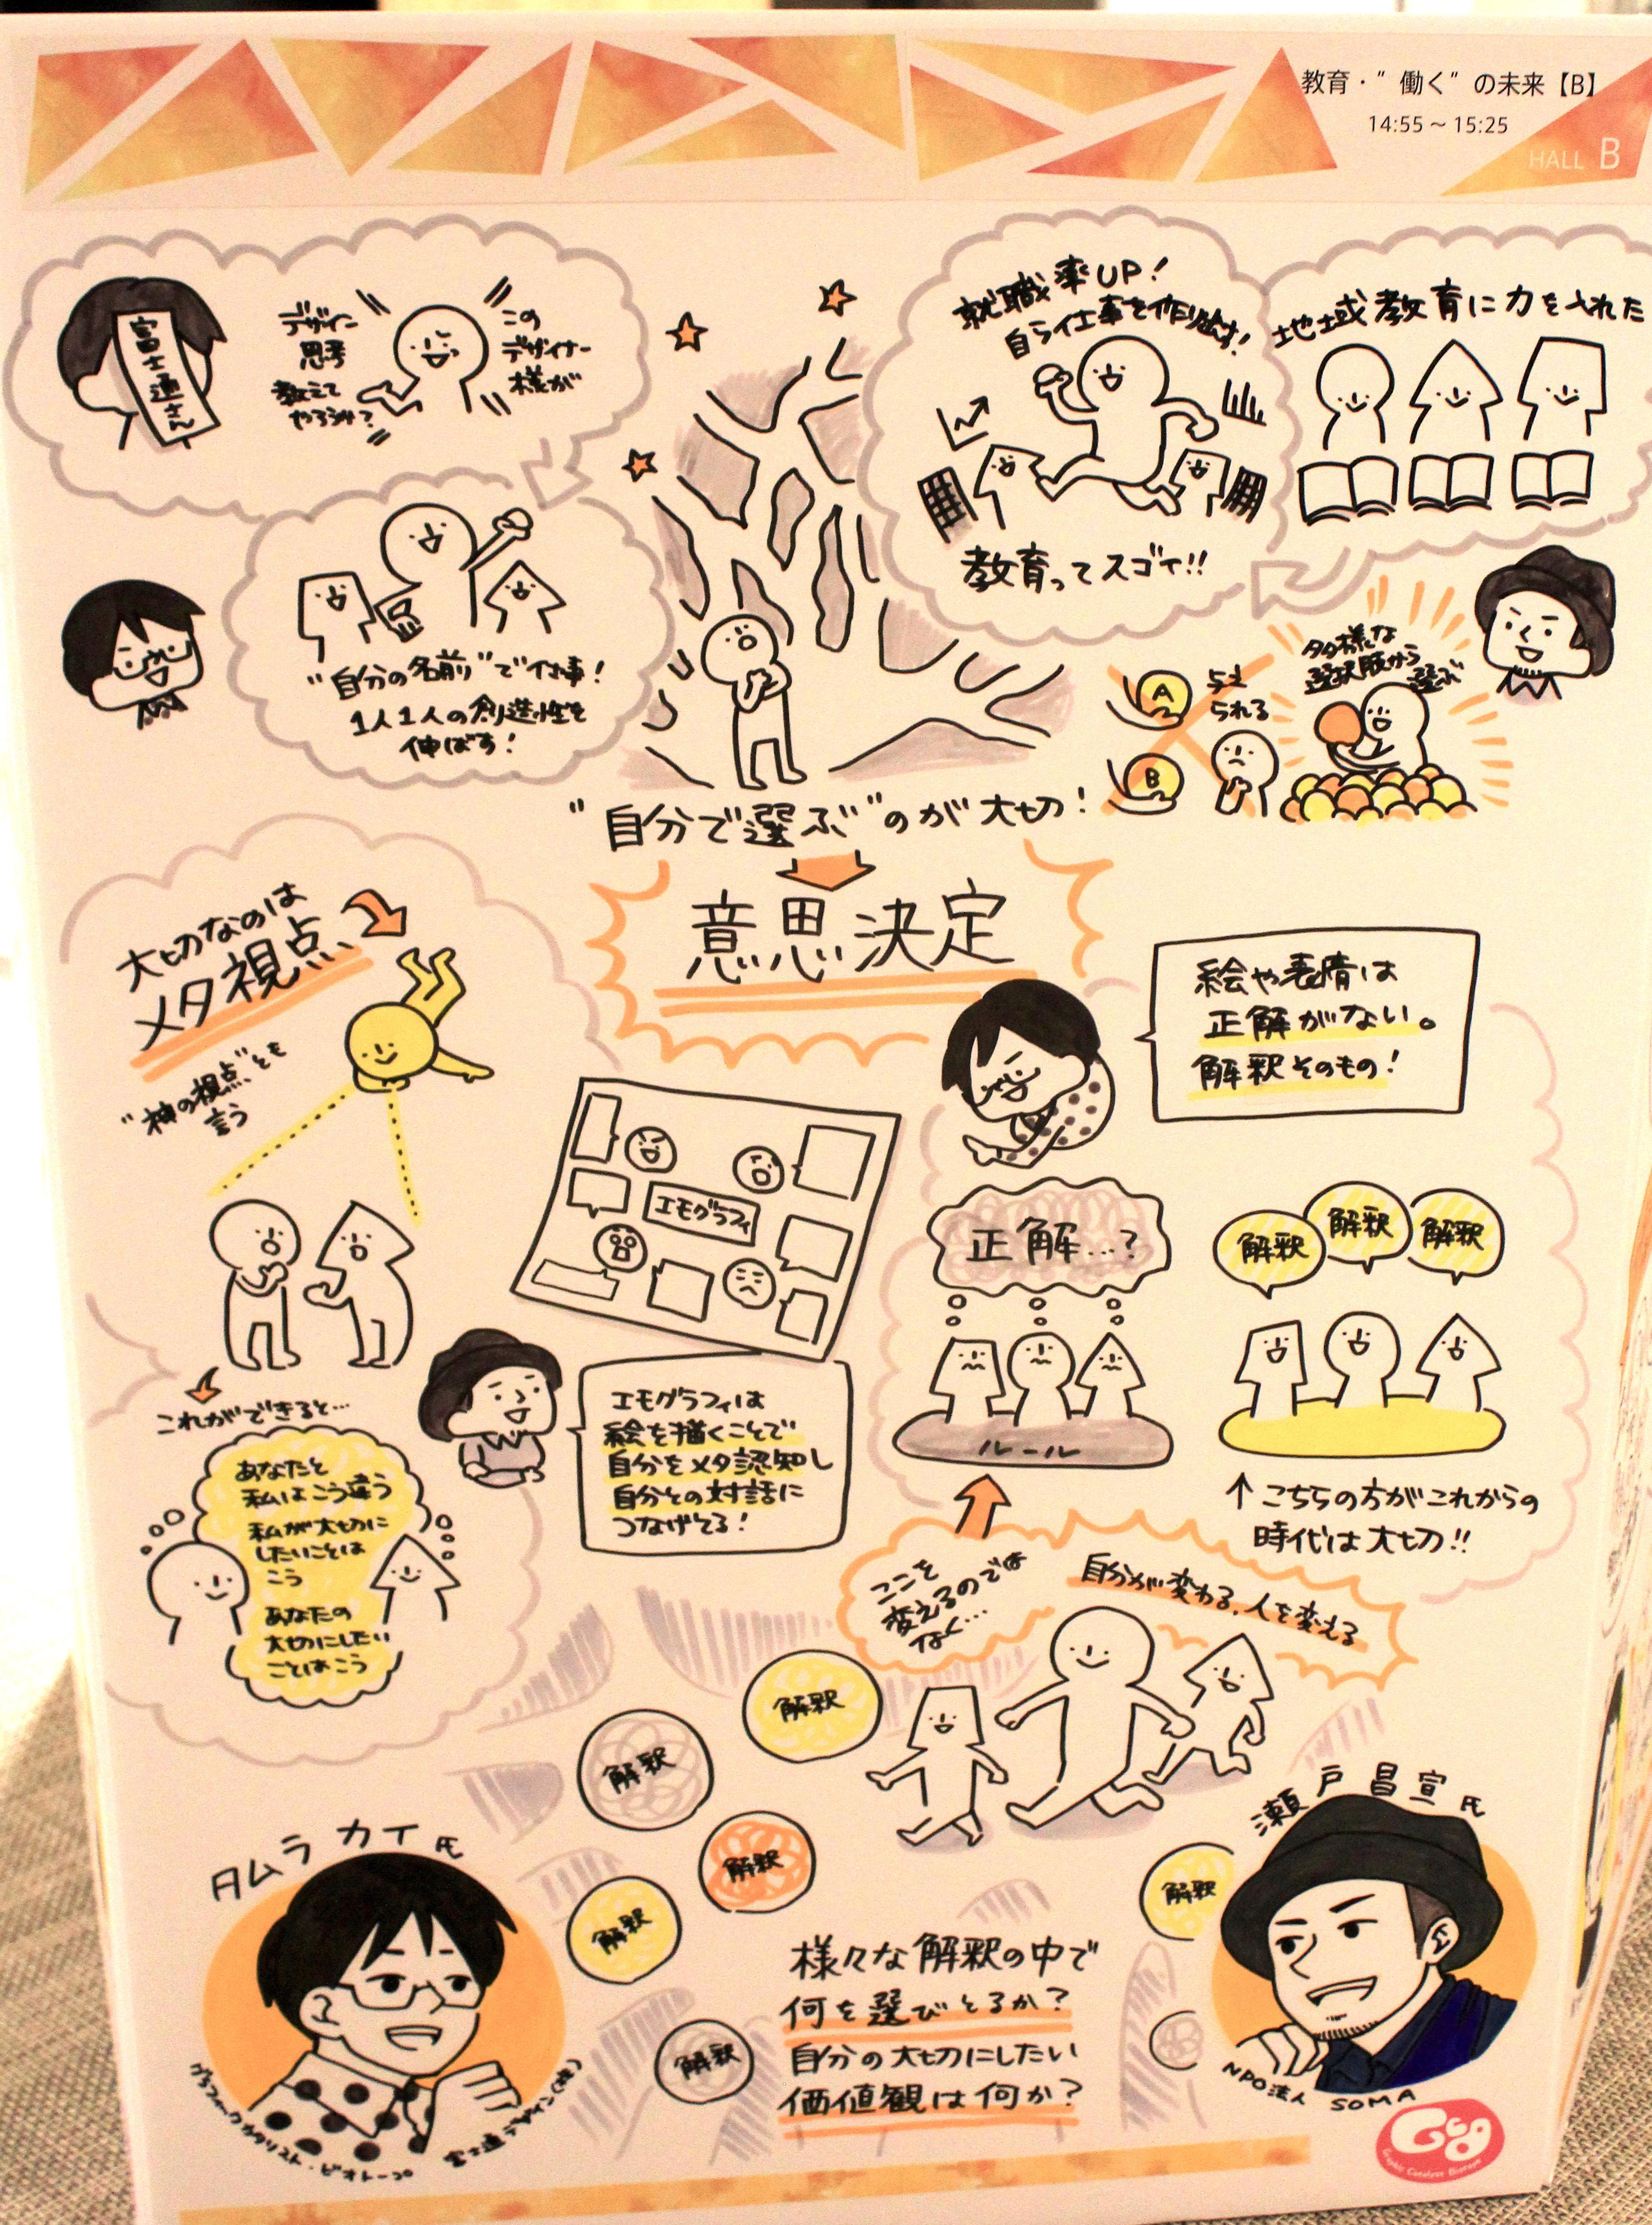 教育・”働く”の未来【B】
14:55～15:25
HALL B
富士通さん
デザイン
思考
教えて
やろうか?
この
デザイナー
様が
"自分の名前"で仕事!
1人1人の創造性を
伸ばす!
就職率UP!
自ら仕事を作り出す!
教育ってスゴイ!!
地域教育に力を入れた
A
与え
られる
B
多様な
選択肢から
選ぶ
"自分で選ぶ"のが大切!
意思決定
大切なのは
メタ視点
"神の視点"とも
言う
これができると…
あなたと
私はこう違う
私が大切に
したいことは
こう
あなたの
大切にしたい
ことはこう
エモグラフィ
エモグラフィは
絵を描くことで
自分をメタ認知し
自分との対話に
つなげてる!
絵や表情は
正解がない。
解釈そのもの!
正解…?
ルール
解釈
解釈
解釈
↑こちらの方がこれからの
時代は大切!!
ここを
変えるのでは
なく…
自分が変わる、人を変える
解釈
解釈
解釈
解釈
解釈
解釈
様々な解釈の中で
何を選びとるか?
自分の大切にしたい
価値観は何か?
タムラカイ氏
グラフィックカタリスト・ビオトープ
富士通デザイン(株)
瀬戸昌宣氏
NPO法人 SOMA
Gcg
Graphic Catalyst Biotope